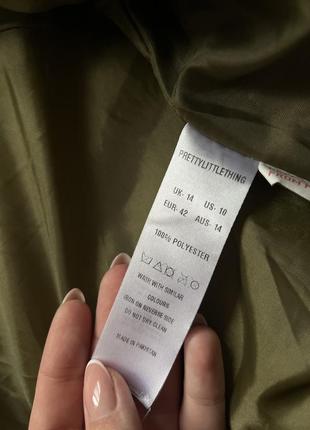 PRETTYLITTLETHING
UK- 14 US- 10
EUR- 42 AUS- 14
100% POLYESTER
WASH WITH SIMILAR
COLOURS
IRON ON REVERSE SIDE
DO NOT DRY CLEAN
MADE IN PAKISTAN